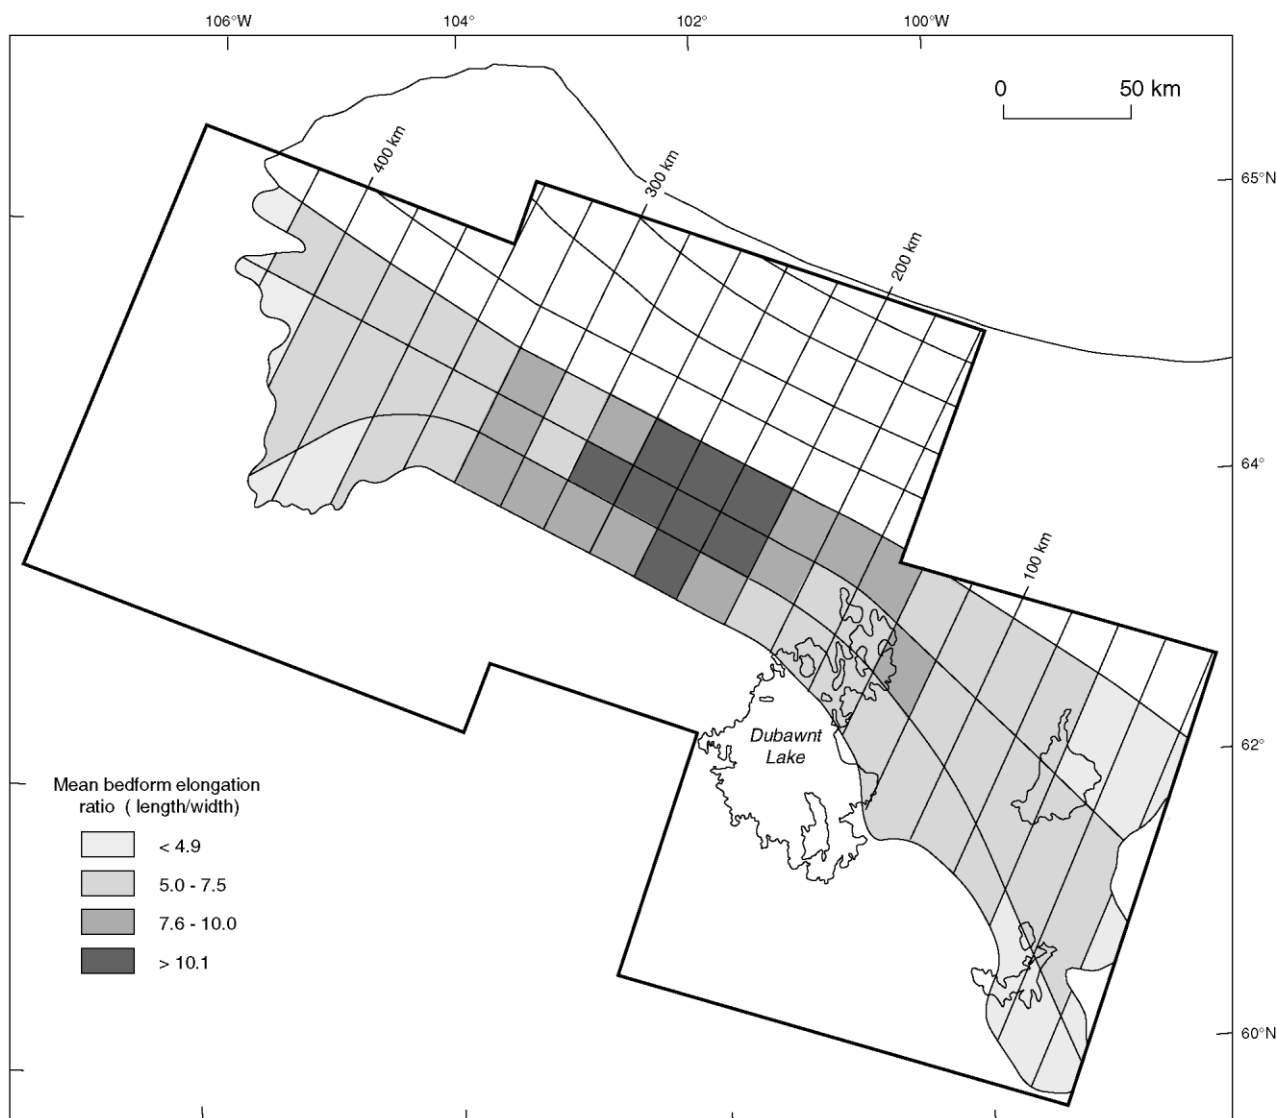 106°W 104° 102° 100°W
0 50 km
400 km
300 km
65°N
200 km
64°
100 km
Dubawnt
Lake
62°
Mean bedform elongation
ratio ( length/width)
< 4.9
5.0 - 7.5
7.6 - 10.0
> 10.1
60°N